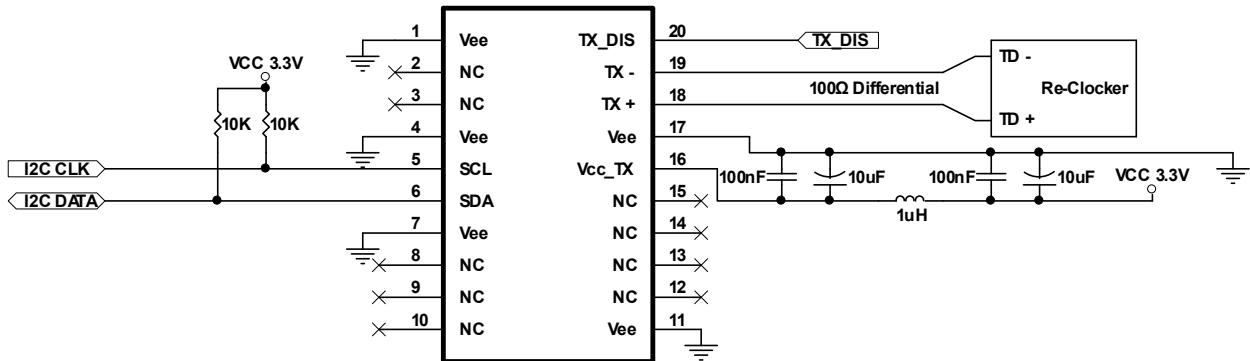 1 Vee TX_DIS 20 TX_DIS
VCC 3.3V
2 NC TX - 19 100Ω Differential TD -
Re-Clocker
3 NC TX + 18 TD +
10K 10K
4 Vee Vee 17
I2C CLK 5 SCL Vcc_TX 16 100nF 10uF 100nF 10uF VCC 3.3V
I2C DATA 6 SDA NC 15
1uH
7 Vee NC 14
8 NC NC 13
9 NC NC 12
10 NC Vee 11